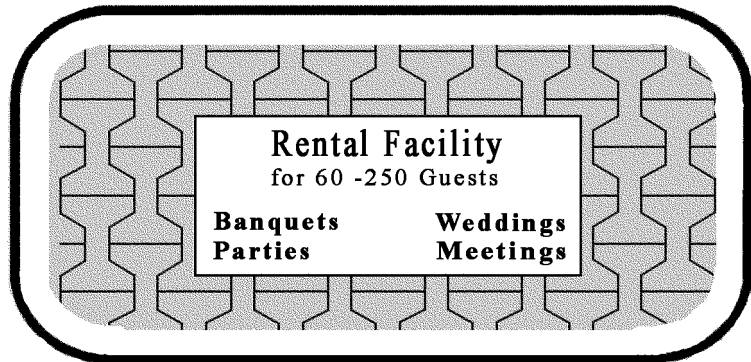 Rental Facility
for 60 -250 Guests
Banquets Weddings
Parties Meetings